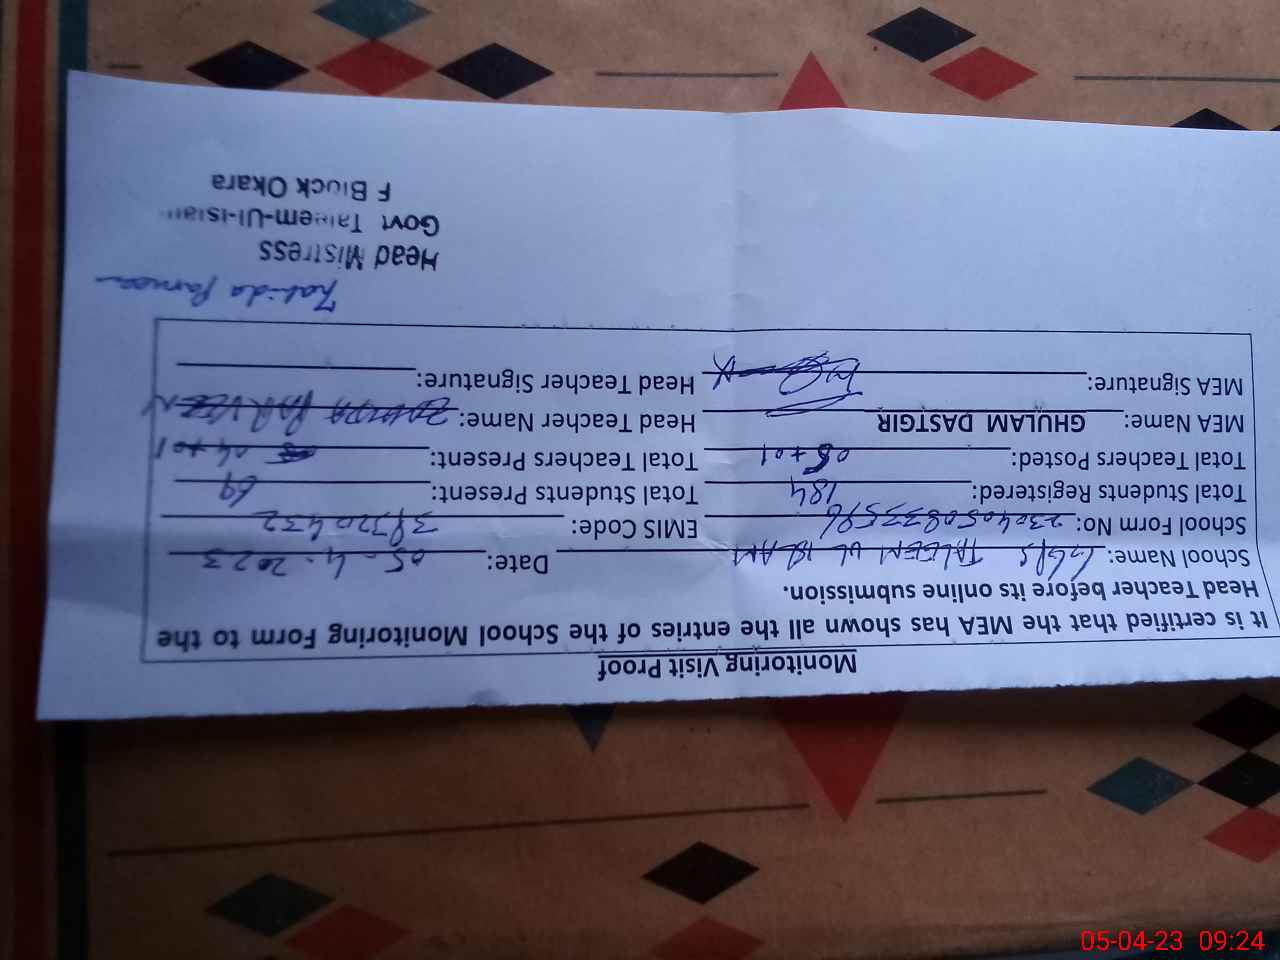 Monitoring Visit Proof
It is certified that the MEA has shown all the entries of the School Monitoring Form to the
Head Teacher before its online submission.
School Name: GGPS TALEEM UL ISLAM Date: 05-4-2023
School Form No: 2304050833596 EMIS Code: 39320432
Total Students Registered: 184 Total Students Present: 69
Total Teachers Posted: 05+01 Total Teachers Present: 04+01
MEA Name: GHULAM DASTGIR Head Teacher Name: ZAHIDA PARVEEN
MEA Signature: Head Teacher Signature:
Zahida Parveen
Head Mistress
Govt Taleem-Ul-Islam
F Block Okara
05-04-23 09:24